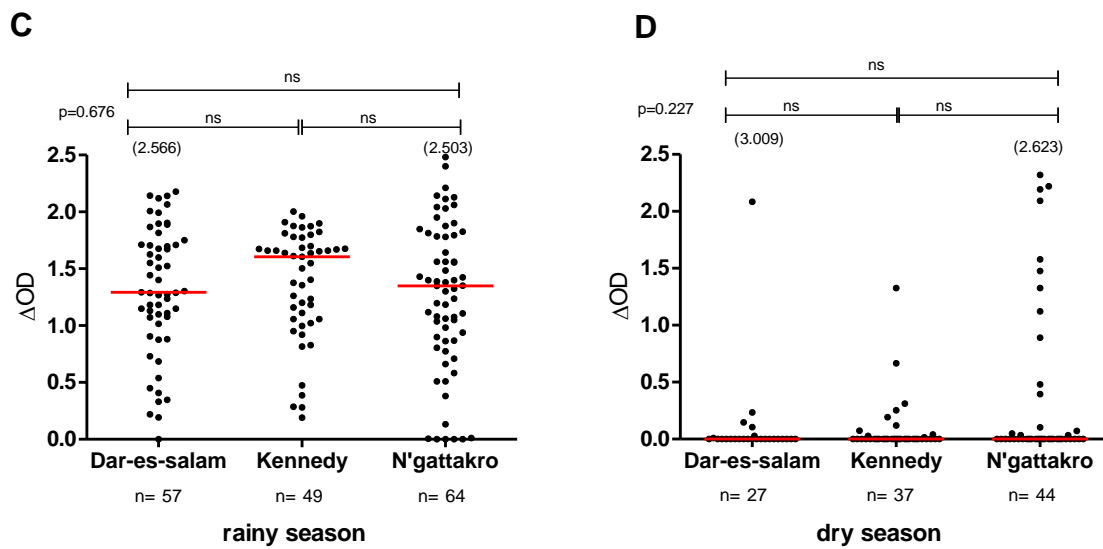 C
ns
p=0.676
ns
ns
(2.566)
(2.503)
2.5
2.0
1.5
1.0
0.5
0.0
ΔOD
Dar-es-salam
Kennedy
N'gattakro
n= 57
n= 49
n= 64
rainy season
D
ns
p=0.227
ns
ns
(3.009)
(2.623)
2.5
2.0
1.5
1.0
0.5
0.0
ΔOD
Dar-es-salam
Kennedy
N'gattakro
n= 27
n= 37
n= 44
dry season